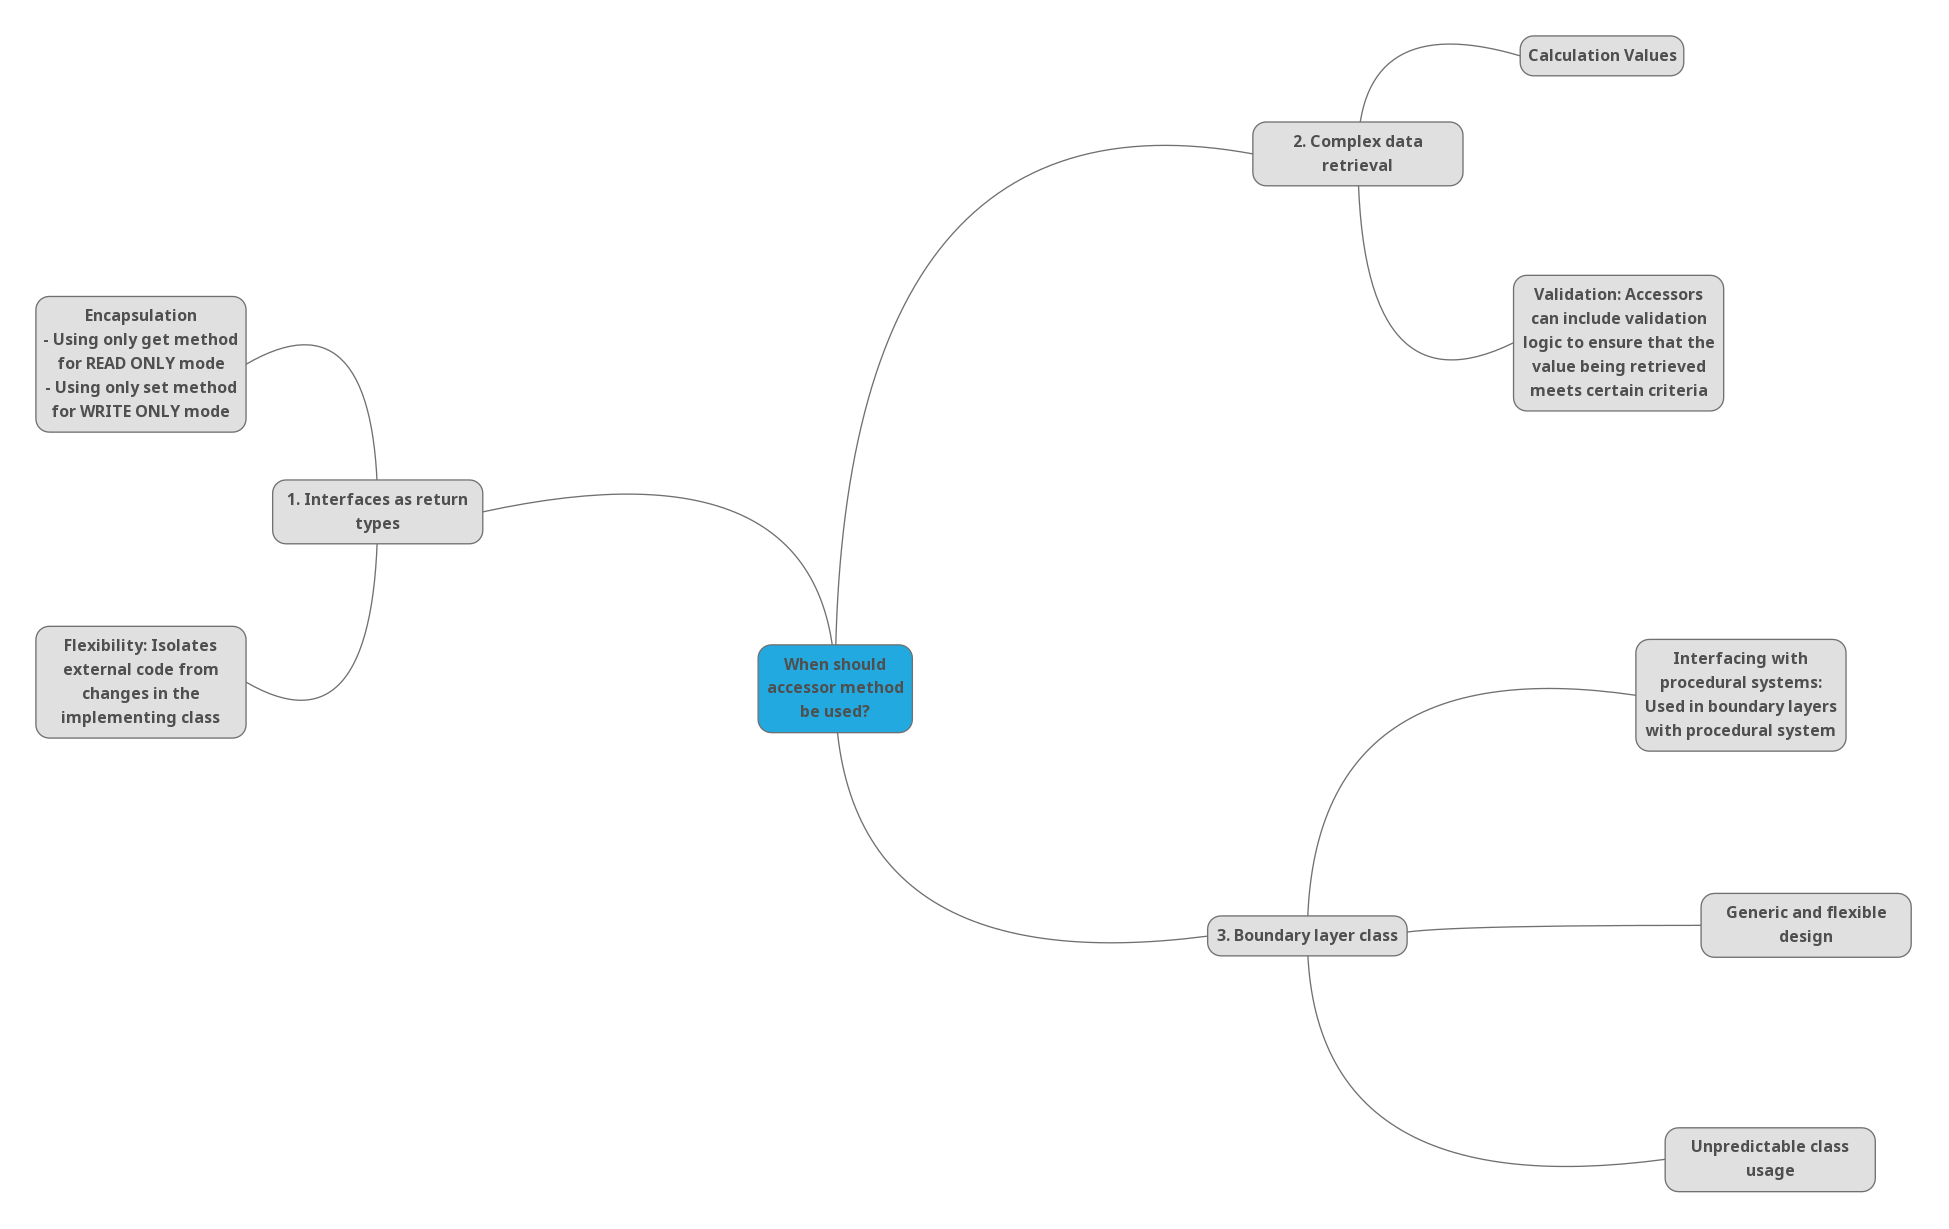 When should
accessor method
be used?
1. Interfaces as return
types
Encapsulation
- Using only get method
for READ ONLY mode
- Using only set method
for WRITE ONLY mode
Flexibility: Isolates
external code from
changes in the
implementing class
2. Complex data
retrieval
Calculation Values
Validation: Accessors
can include validation
logic to ensure that the
value being retrieved
meets certain criteria
3. Boundary layer class
Interfacing with
procedural systems:
Used in boundary layers
with procedural system
Generic and flexible
design
Unpredictable class
usage